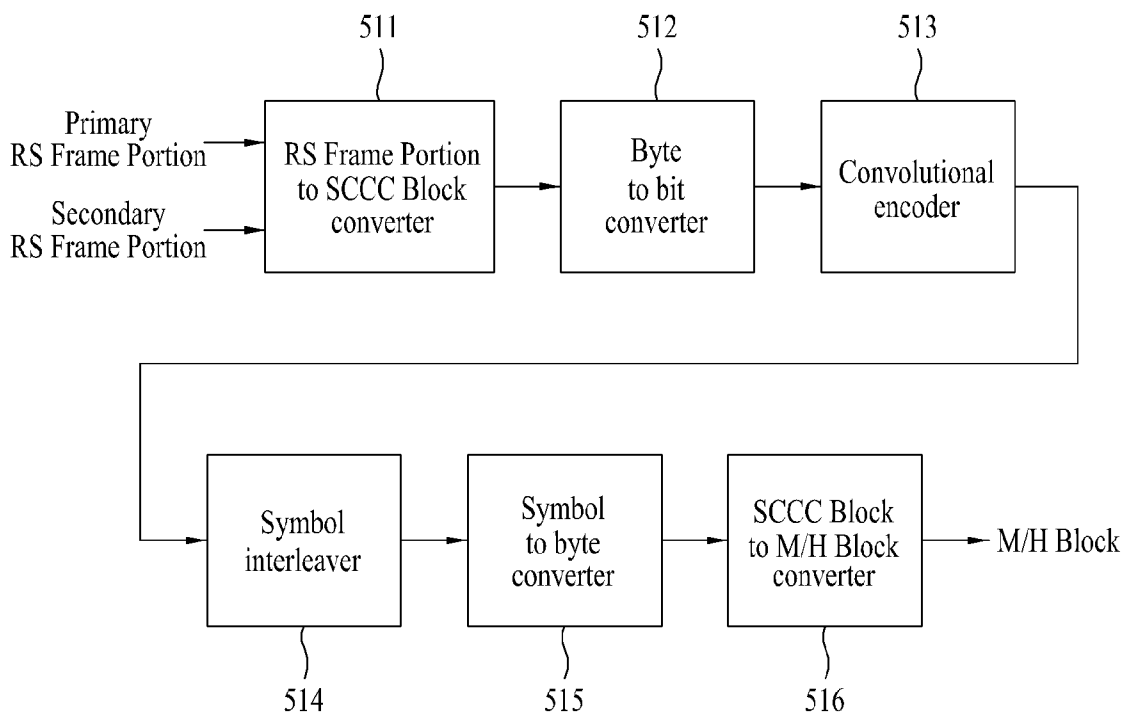 511
512
513
Primary
RS Frame Portion
Secondary
RS Frame Portion
RS Frame Portion
to SCCC Block
converter
Byte
to bit
converter
Convolutional
encoder
Symbol
interleaver
Symbol
to byte
converter
SCCC Block
to M/H Block
converter
M/H Block
514
515
516